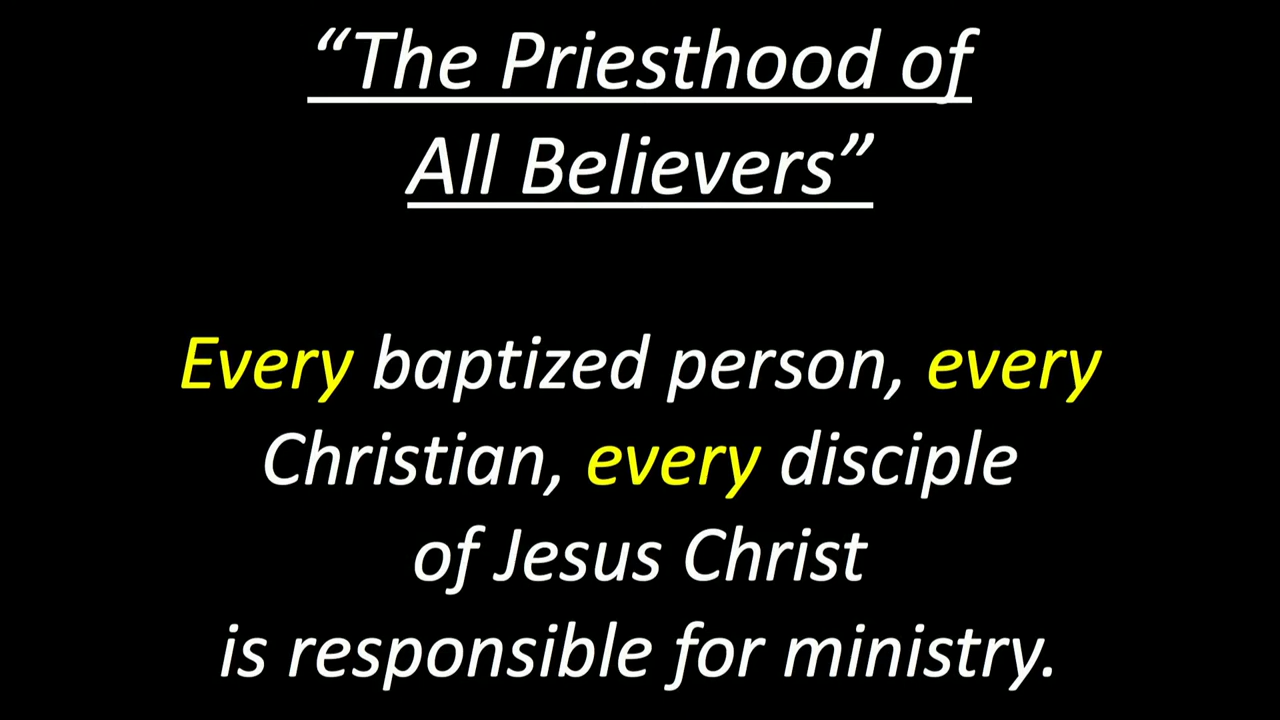 “The Priesthood of
All Believers”
Every baptized person, every
Christian, every disciple
of Jesus Christ
is responsible for ministry.